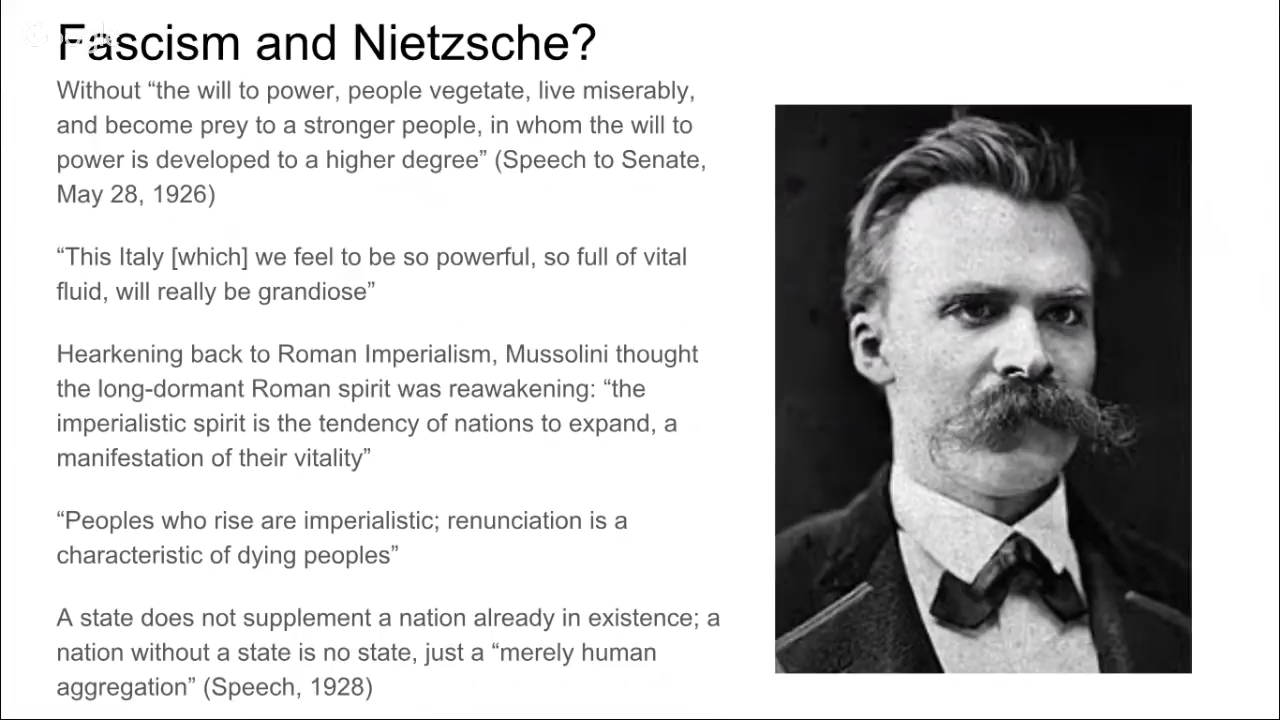 Fascism and Nietzsche?
Without “the will to power, people vegetate, live miserably,
and become prey to a stronger people, in whom the will to
power is developed to a higher degree” (Speech to Senate,
May 28, 1926)
“This Italy [which] we feel to be so powerful, so full of vital
fluid, will really be grandiose”
Hearkening back to Roman Imperialism, Mussolini thought
the long-dormant Roman spirit was reawakening: “the
imperialistic spirit is the tendency of nations to expand, a
manifestation of their vitality”
“Peoples who rise are imperialistic; renunciation is a
characteristic of dying peoples”
A state does not supplement a nation already in existence; a
nation without a state is no state, just a “merely human
aggregation” (Speech, 1928)